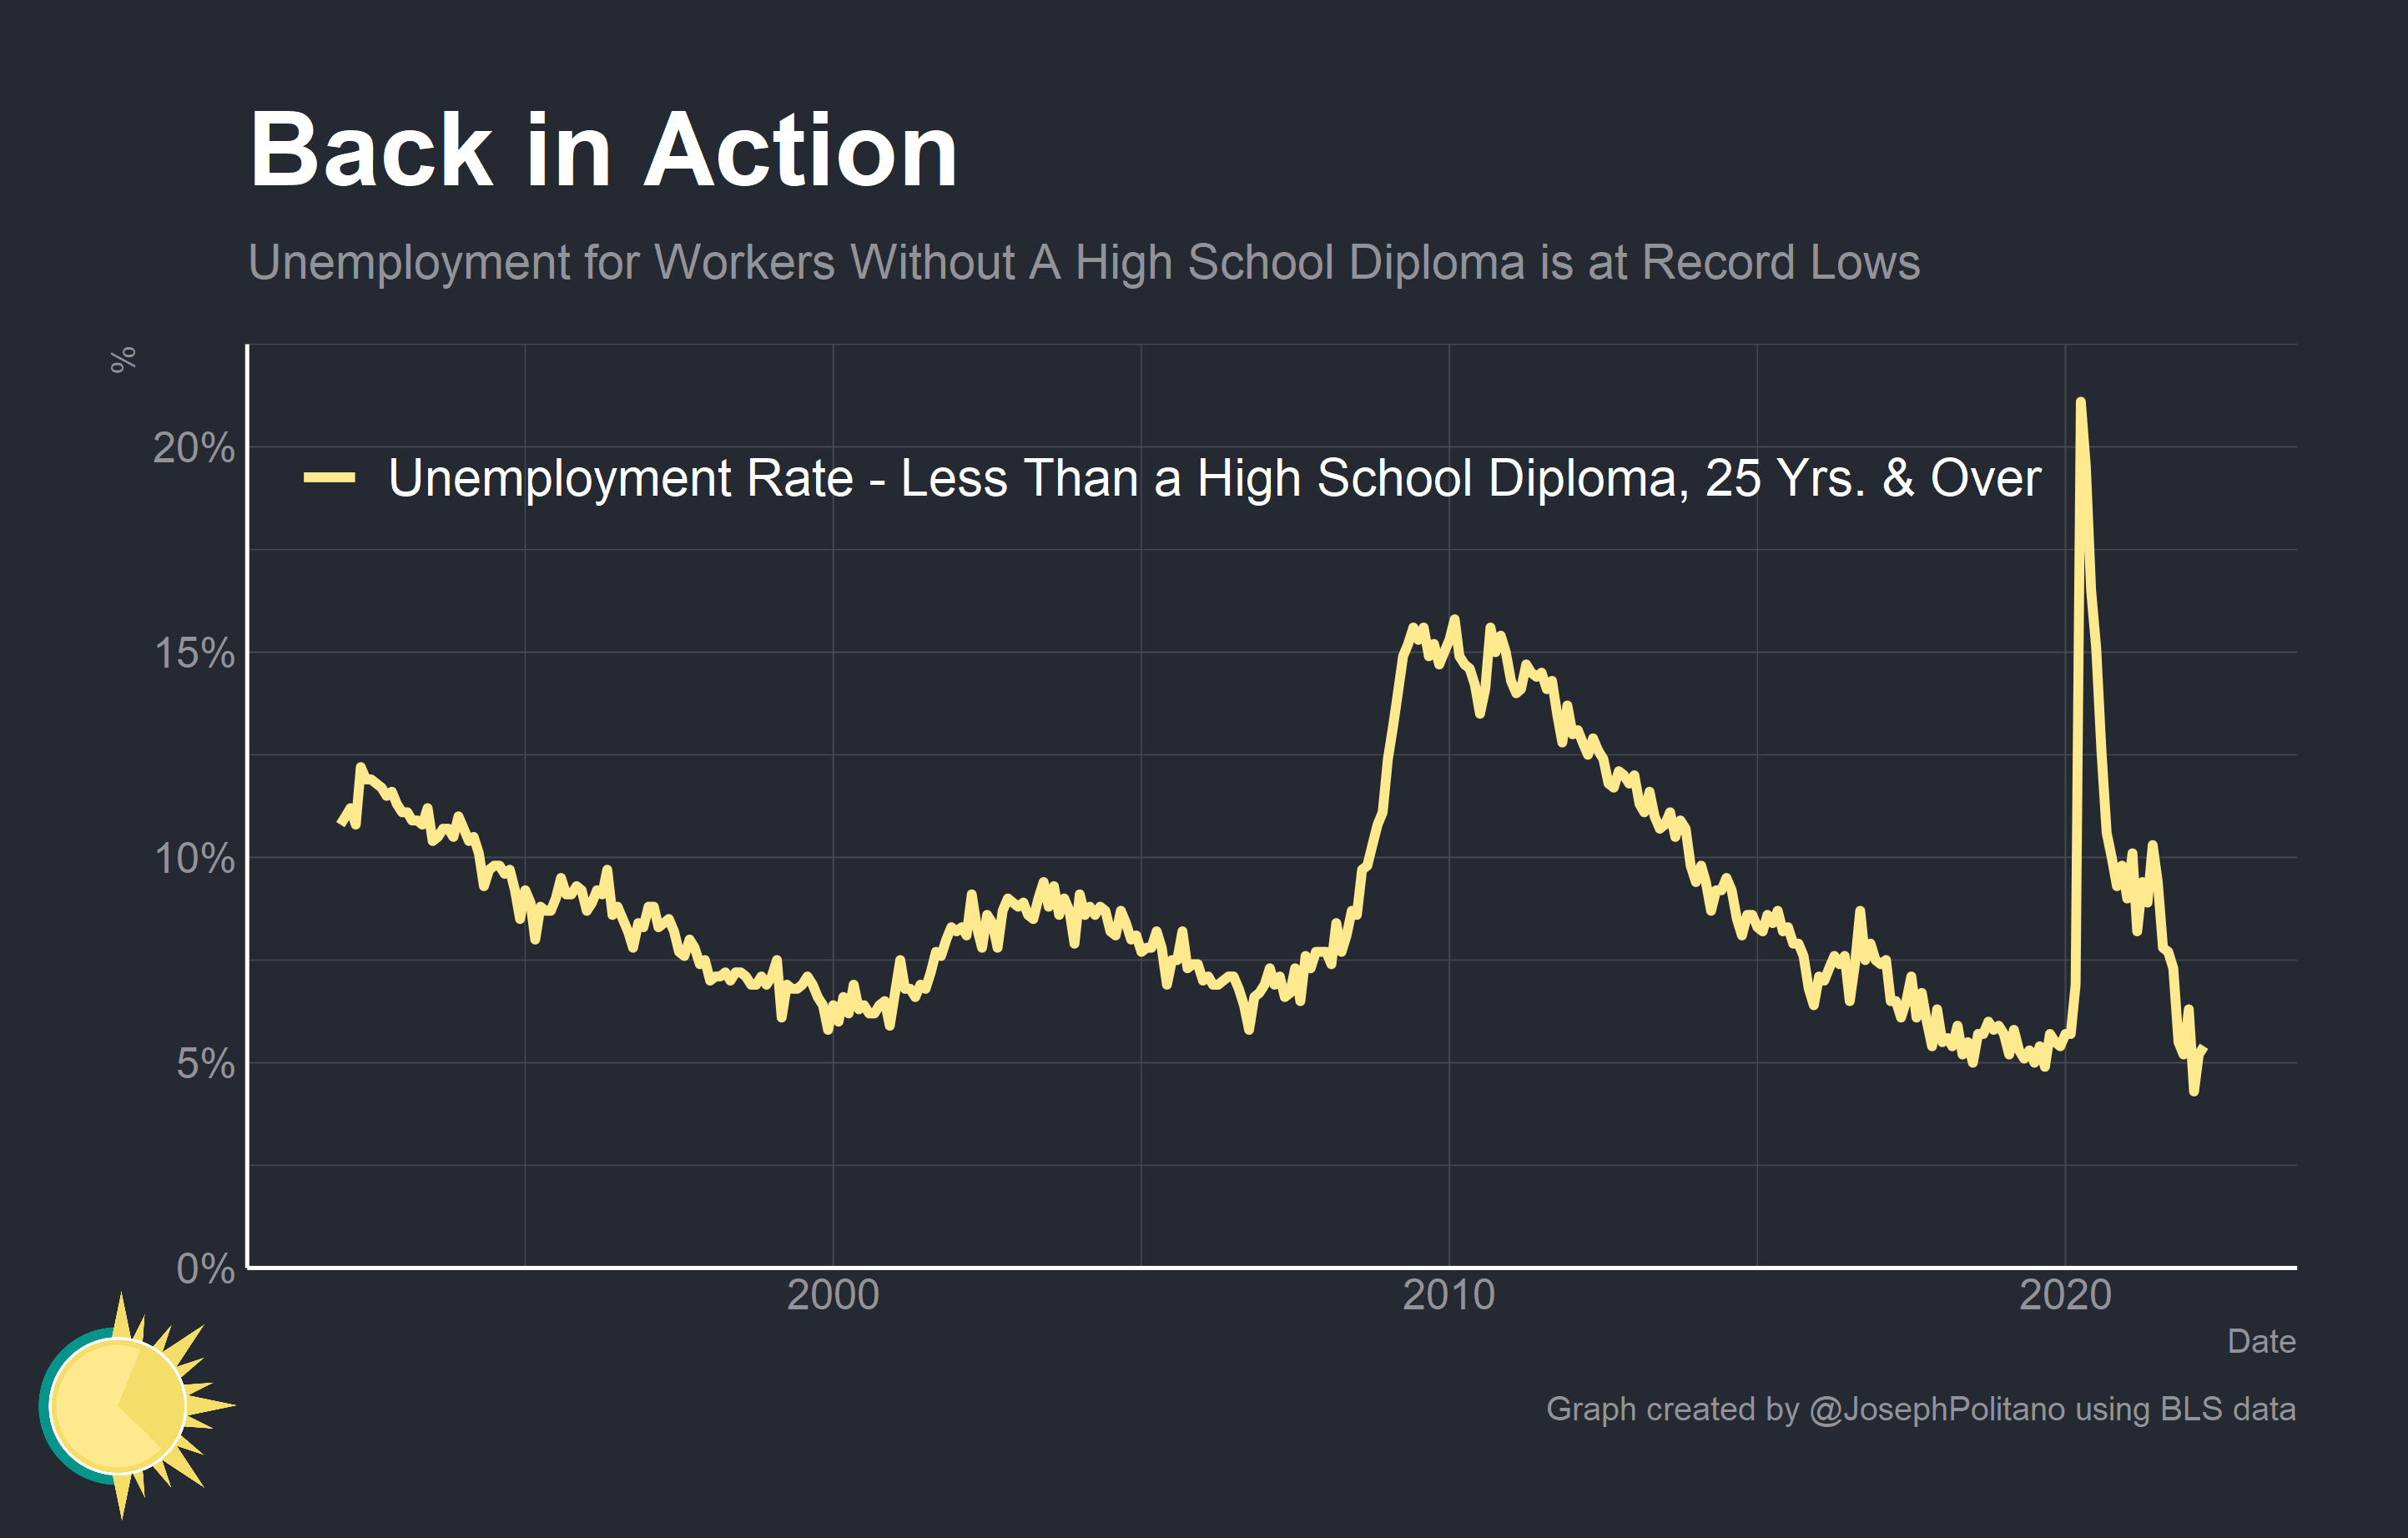 Back in Action
Unemployment for Workers Without A High School Diploma is at Record Lows
%
20%
Unemployment Rate - Less Than a High School Diploma, 25 Yrs. & Over
15%
10%
5%
0%
2000 2010 2020
Date
Graph created by @JosephPolitano using BLS data